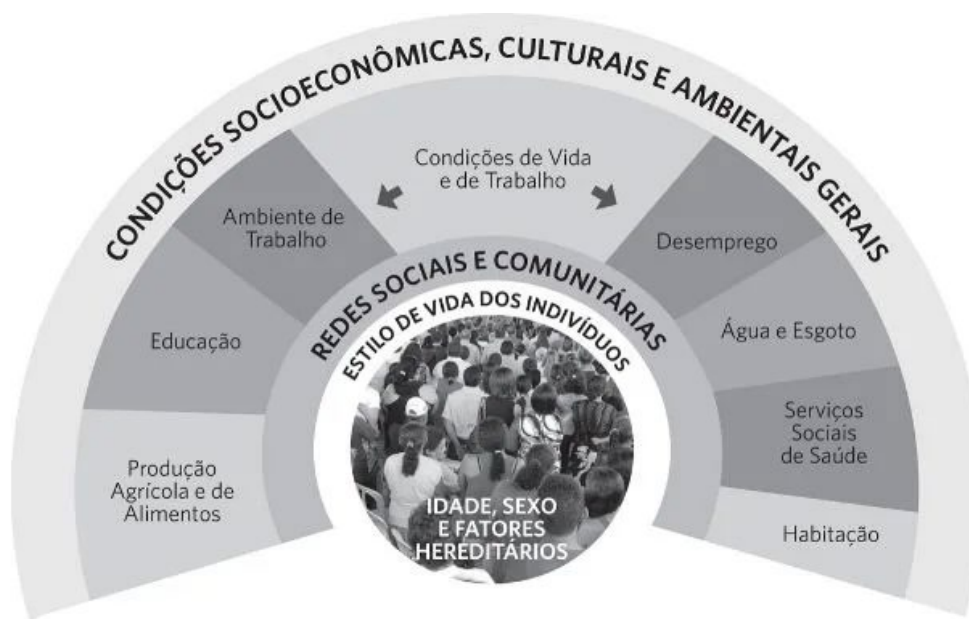 CONDIÇÕES SOCIOECONÔMICAS, CULTURAIS E AMBIENTAIS GERAIS
Condições de Vida
e de Trabalho
Ambiente de
Trabalho
Desemprego
REDES SOCIAIS E COMUNITÁRIAS
ESTILO DE VIDA DOS INDIVÍDUOS
Educação
Água e Esgoto
Produção
Agrícola e de
Alimentos
Serviços
Sociais
de Saúde
IDADE, SEXO
E FATORES
HEREDITÁRIOS
Habitação